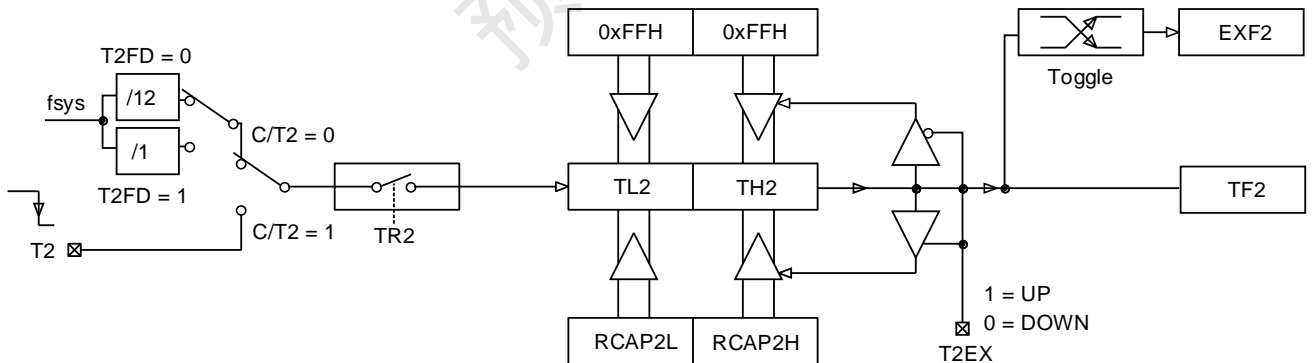 预
0xFFH 0xFFH
EXF2
Toggle
T2FD = 0
/12
fsys
C/T2 = 0
/1
T2FD = 1
TL2 TH2
TF2
C/T2 = 1
TR2
T2
1 = UP
0 = DOWN
RCAP2L RCAP2H
T2EX